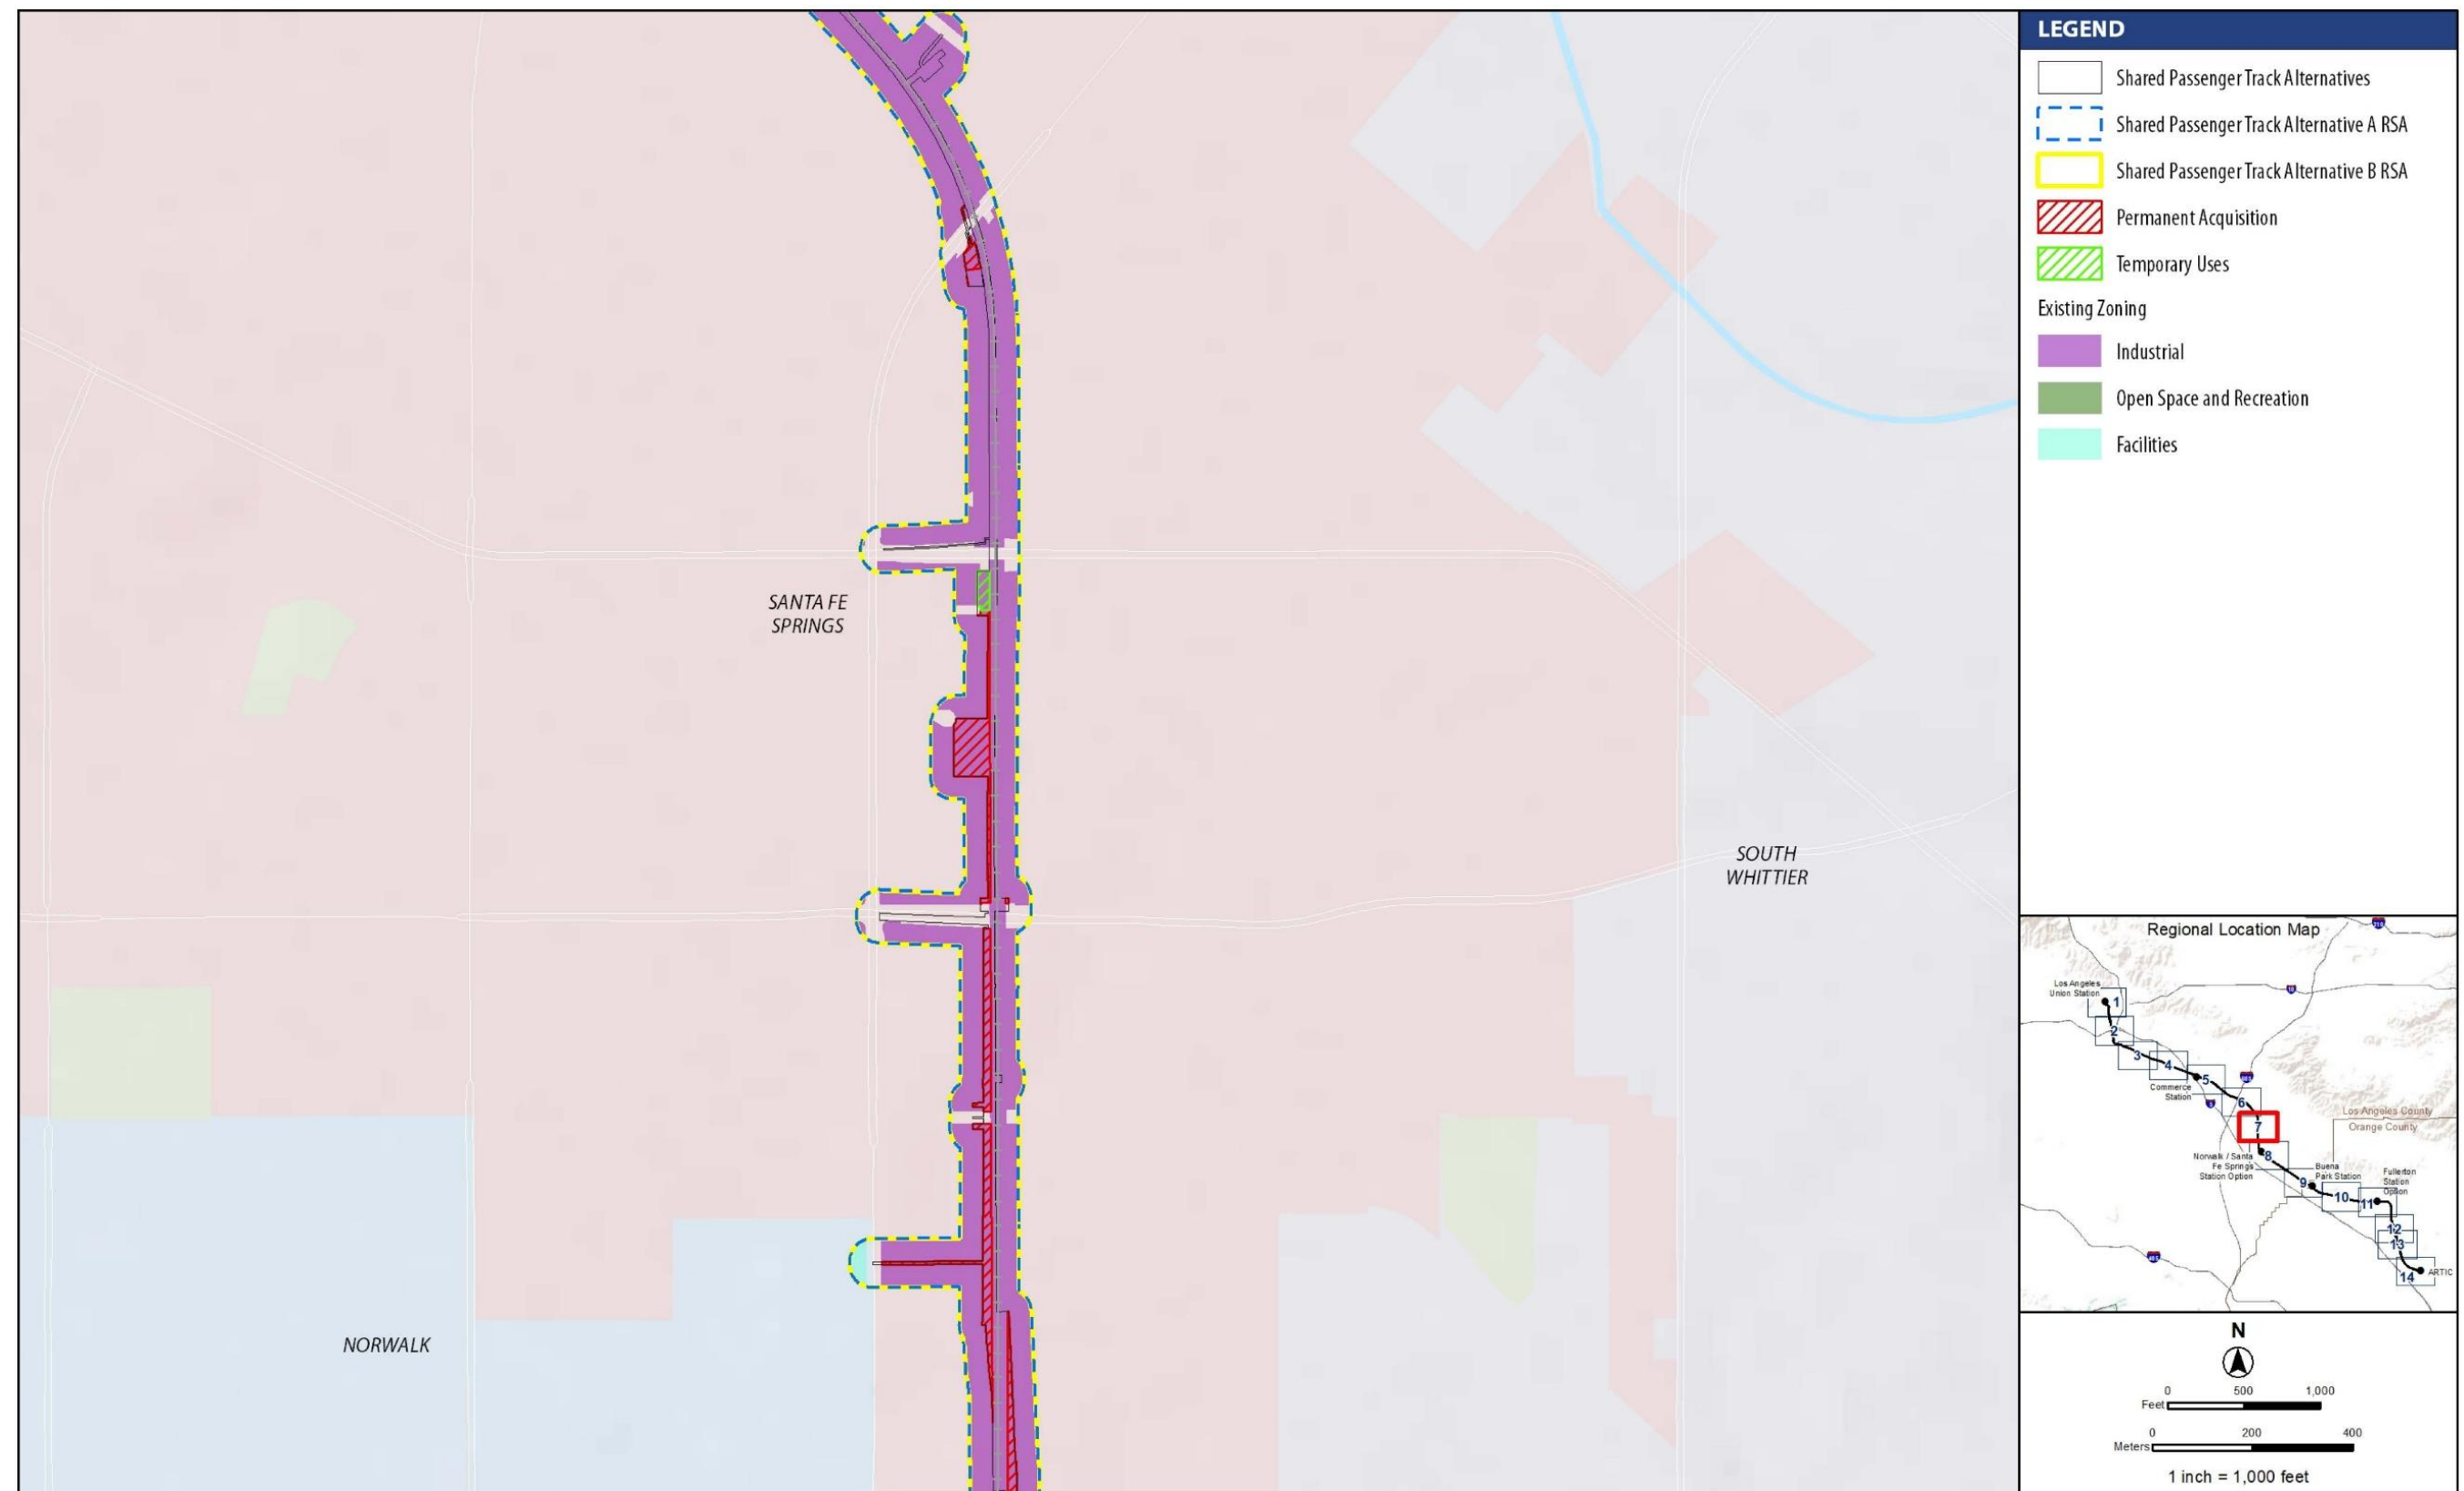 SANTA FE
SPRINGS
SOUTH
WHITTIER
NORWALK
LEGEND
Shared Passenger Track Alternatives
Shared Passenger Track Alternative A RSA
Shared Passenger Track Alternative B RSA
Permanent Acquisition
Temporary Uses
Existing Zoning
Industrial
Open Space and Recreation
Facilities
Regional Location Map
Los Angeles
Union Station
1
2
3
4
5
Commerce
Station
6
Los Angeles County
Orange County
7
8
Norwalk / Santa
Fe Springs
Station Option
Buena
Park Station
Fullerton
Station
Option
9
10
11
12
13
14
ARTIC
N
0 500 1,000
Feet
0 200 400
Meters
1 inch = 1,000 feet